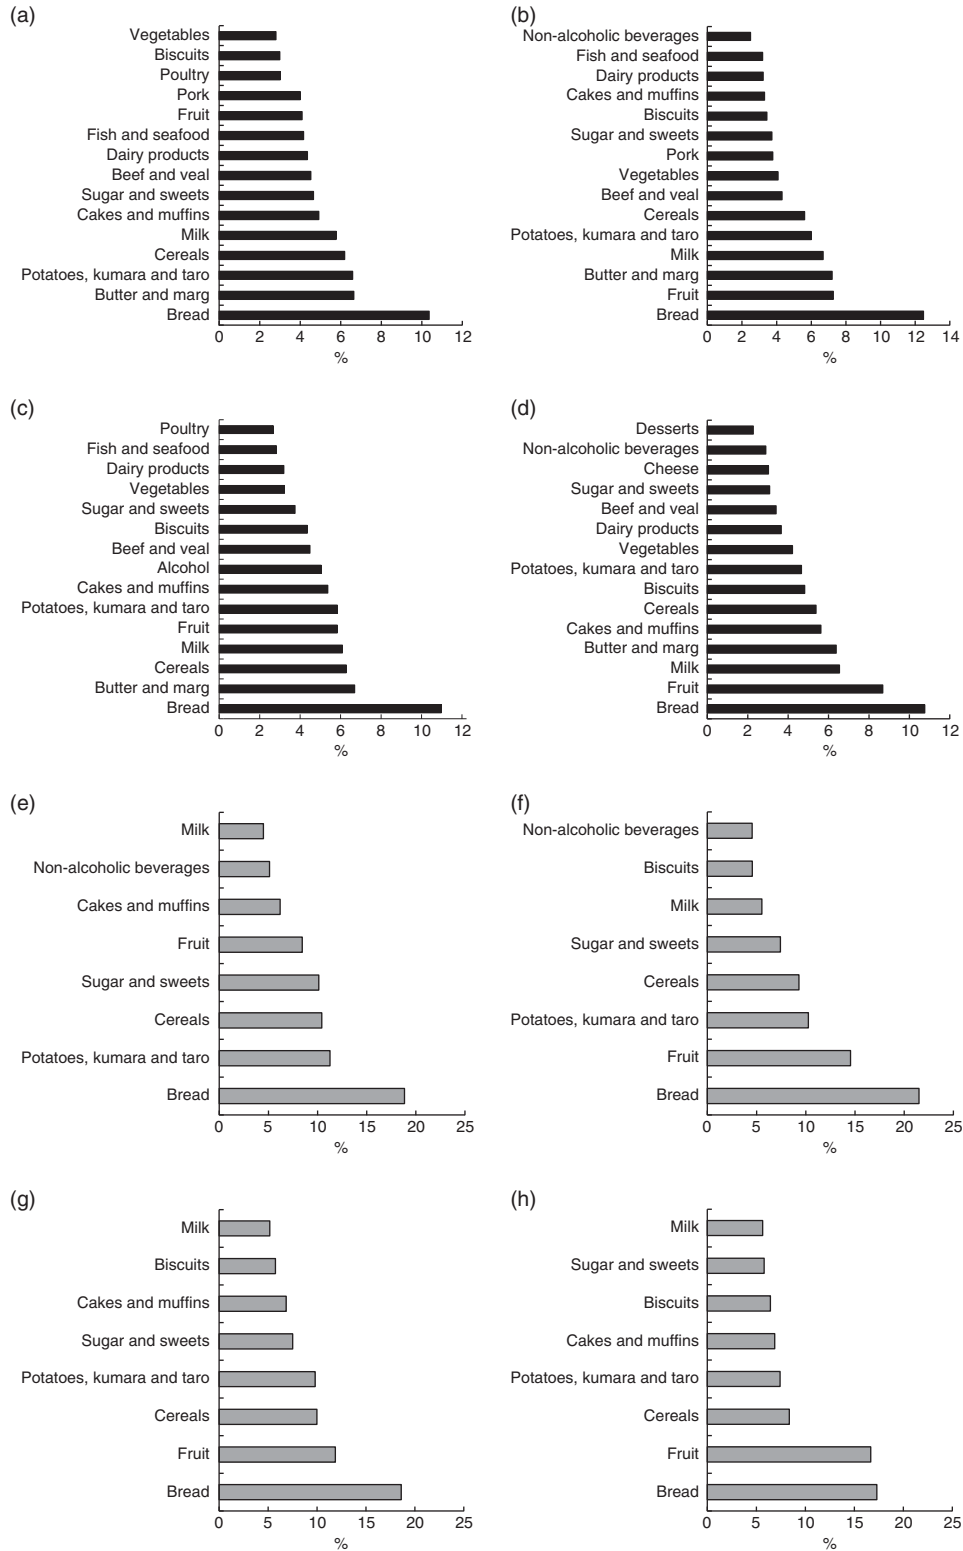 (a)
Vegetables
Biscuits
Poultry
Pork
Fruit
Fish and seafood
Dairy products
Beef and veal
Sugar and sweets
Cakes and muffins
Milk
Cereals
Potatoes, kumara and taro
Butter and marg
Bread
0 2 4 6 8 10 12
%
(b)
Non-alcoholic beverages
Fish and seafood
Dairy products
Cakes and muffins
Biscuits
Sugar and sweets
Pork
Vegetables
Beef and veal
Cereals
Potatoes, kumara and taro
Milk
Butter and marg
Fruit
Bread
0 2 4 6 8 10 12 14
%
(c)
Poultry
Fish and seafood
Dairy products
Vegetables
Sugar and sweets
Biscuits
Beef and veal
Alcohol
Cakes and muffins
Potatoes, kumara and taro
Fruit
Milk
Cereals
Butter and marg
Bread
0 2 4 6 8 10 12
%
(d)
Desserts
Non-alcoholic beverages
Cheese
Sugar and sweets
Beef and veal
Dairy products
Vegetables
Potatoes, kumara and taro
Biscuits
Cereals
Cakes and muffins
Butter and marg
Milk
Fruit
Bread
0 2 4 6 8 10 12
%
(e)
Milk
Non-alcoholic beverages
Cakes and muffins
Fruit
Sugar and sweets
Cereals
Potatoes, kumara and taro
Bread
0 5 10 15 20 25
%
(f)
Non-alcoholic beverages
Biscuits
Milk
Sugar and sweets
Cereals
Potatoes, kumara and taro
Fruit
Bread
0 5 10 15 20 25
%
(g)
Milk
Biscuits
Cakes and muffins
Sugar and sweets
Potatoes, kumara and taro
Cereals
Fruit
Bread
0 5 10 15 20 25
%
(h)
Milk
Sugar and sweets
Biscuits
Cakes and muffins
Potatoes, kumara and taro
Cereals
Fruit
Bread
0 5 10 15 20 25
%